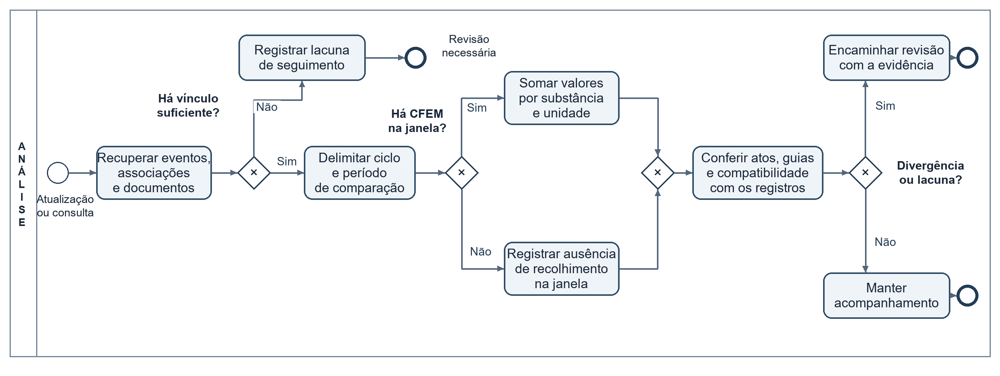 ANÁLISE
Atualização
ou consulta
Recuperar eventos,
associações
e documentos
Há vínculo
suficiente?
Não
Registrar lacuna
de seguimento
Revisão
necessária
Sim
Delimitar ciclo
e período
de comparação
Há CFEM
na janela?
Sim
Somar valores
por substância
e unidade
Não
Registrar ausência
de recolhimento
na janela
Conferir atos, guias
e compatibilidade
com os registros
Divergência
ou lacuna?
Sim
Encaminhar revisão
com a evidência
Não
Manter
acompanhamento